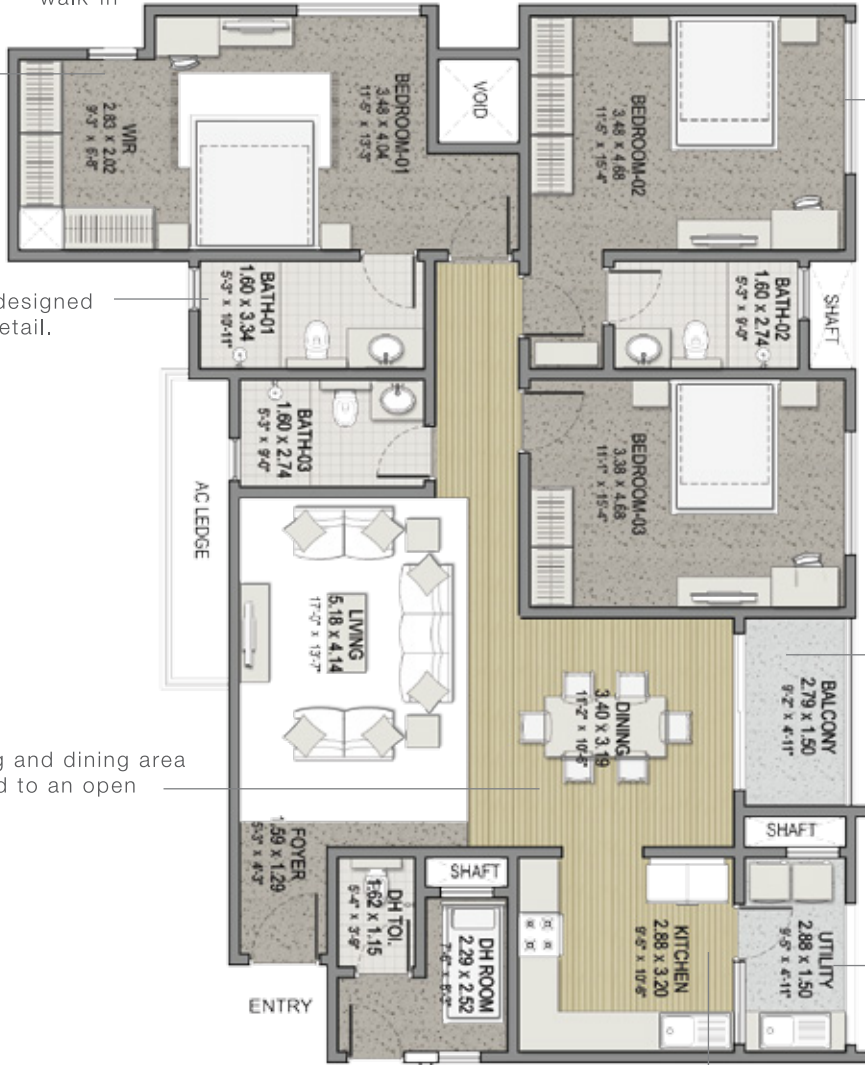 walk in
WIR
2.83 x 2.02
9'-3" x 6'-8"
BEDROOM-01
3.48 x 4.04
11'-5" x 13'-3"
VOID
BEDROOM-02
3.48 x 4.68
11'-5" x 15'-4"
designed
etail.
BATH-01
1.60 x 3.34
5'-3" x 10'-11"
BATH-02
1.60 x 2.74
5'-3" x 9'-0"
SHAFT
BATH-03
1.60 x 2.74
5'-3" x 9'-0"
BEDROOM-03
3.38 x 4.68
11'-1" x 15'-4"
AC LEDGE
LIVING
5.18 x 4.14
17'-0" x 13'-7"
DINING
3.40 x 3.19
11'-2" x 10'-6"
BALCONY
2.79 x 1.50
9'-2" x 4'-11"
g and dining area
d to an open
FOYER
1.59 x 1.29
5'-3" x 4'-3"
SHAFT
SHAFT
DH TOI.
1.62 x 1.15
5'-4" x 3'-9"
DH ROOM
2.29 x 2.52
7'-6" x 8'-3"
KITCHEN
2.88 x 3.20
9'-5" x 10'-6"
UTILITY
2.88 x 1.50
9'-5" x 4'-11"
ENTRY